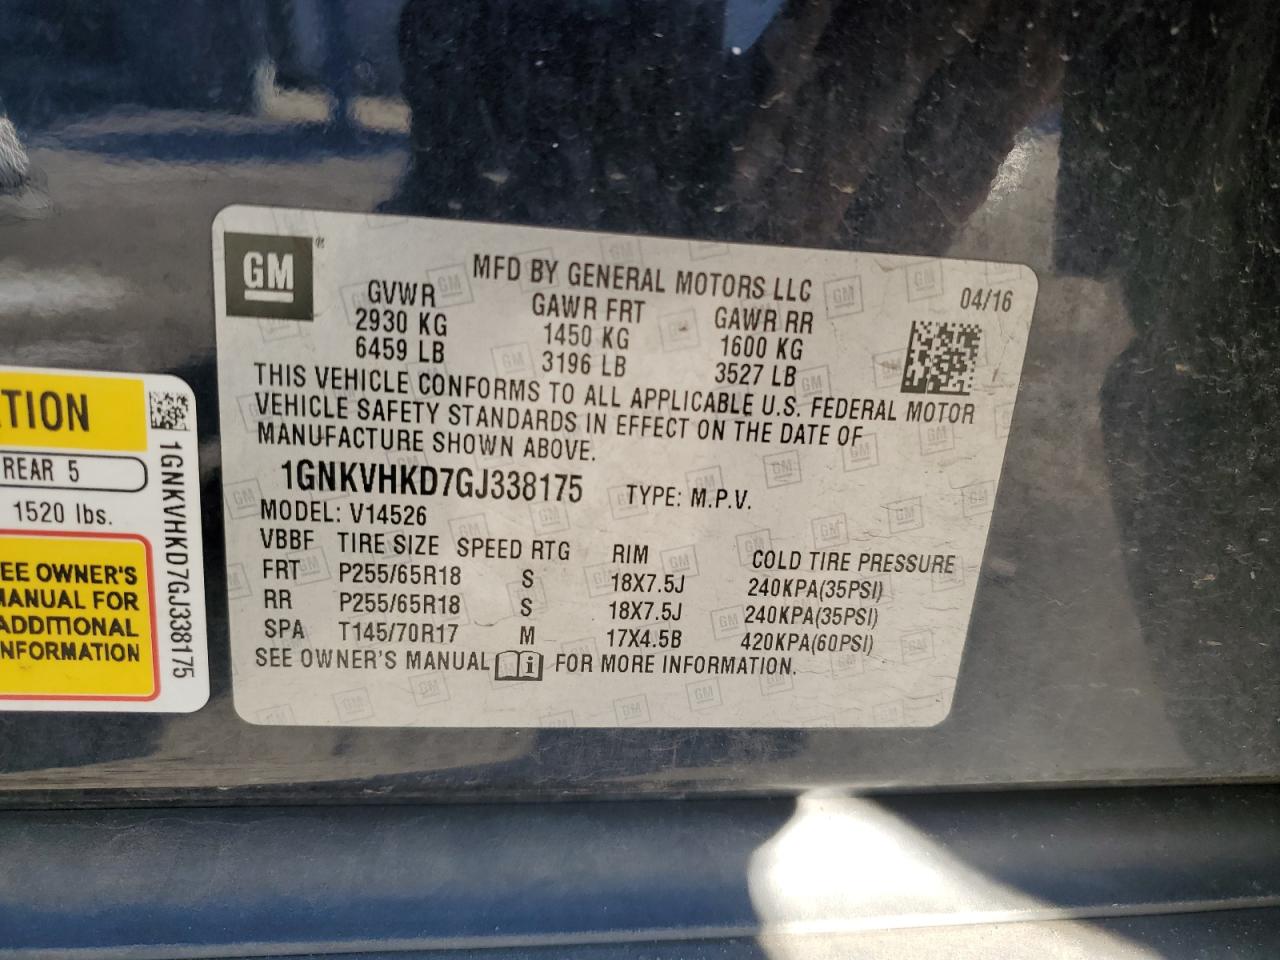 GM®
MFD BY GENERAL MOTORS LLC
04/16
GVWR GAWR FRT GAWR RR
2930 KG 1450 KG 1600 KG
6459 LB 3196 LB 3527 LB
THIS VEHICLE CONFORMS TO ALL APPLICABLE U.S. FEDERAL MOTOR
VEHICLE SAFETY STANDARDS IN EFFECT ON THE DATE OF
MANUFACTURE SHOWN ABOVE.
1GNKVHKD7GJ338175 TYPE: M.P.V.
MODEL: V14526
VBBF TIRE SIZE SPEED RTG RIM COLD TIRE PRESSURE
FRT P255/65R18 S 18X7.5J 240KPA(35PSI)
RR P255/65R18 S 18X7.5J 240KPA(35PSI)
SPA T145/70R17 M 17X4.5B 420KPA(60PSI)
SEE OWNER'S MANUAL i FOR MORE INFORMATION.
TION
REAR 5
1520 lbs.
EE OWNER'S
ANUAL FOR
ADDITIONAL
NFORMATION
1GNKVHKD7GJ338175